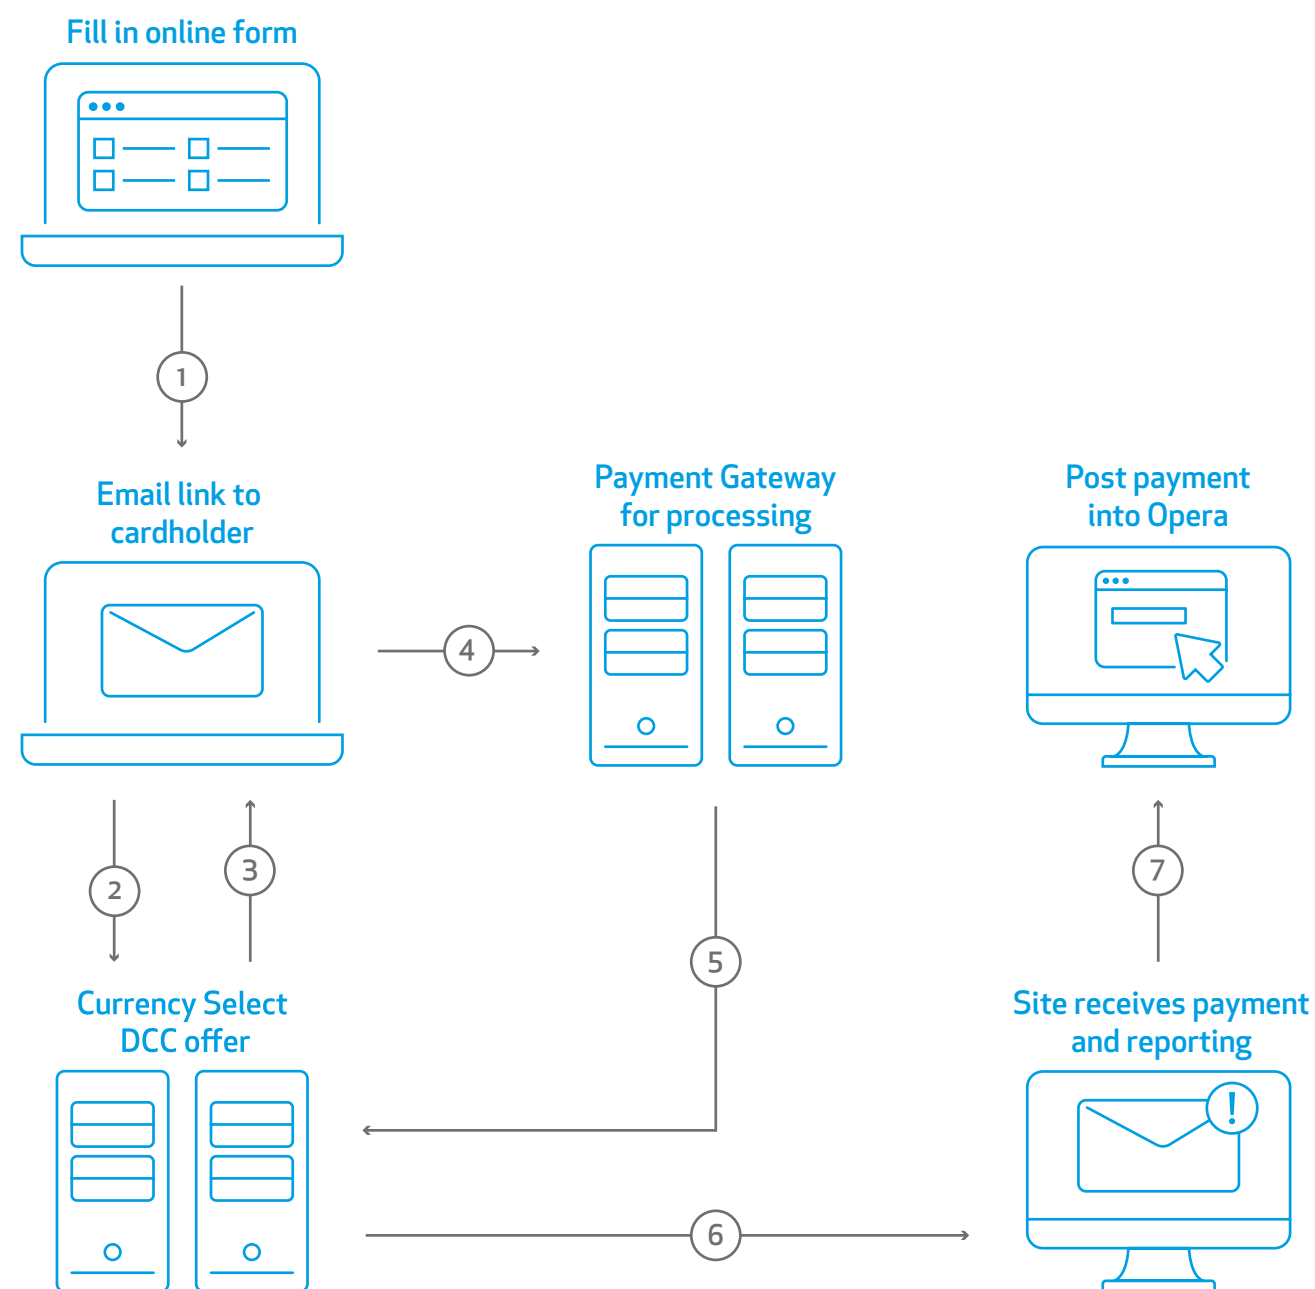 Fill in online form
1
Email link to
cardholder
4
Payment Gateway
for processing
Post payment
into Opera
2
3
5
7
Currency Select
DCC offer
Site receives payment
and reporting
!
6